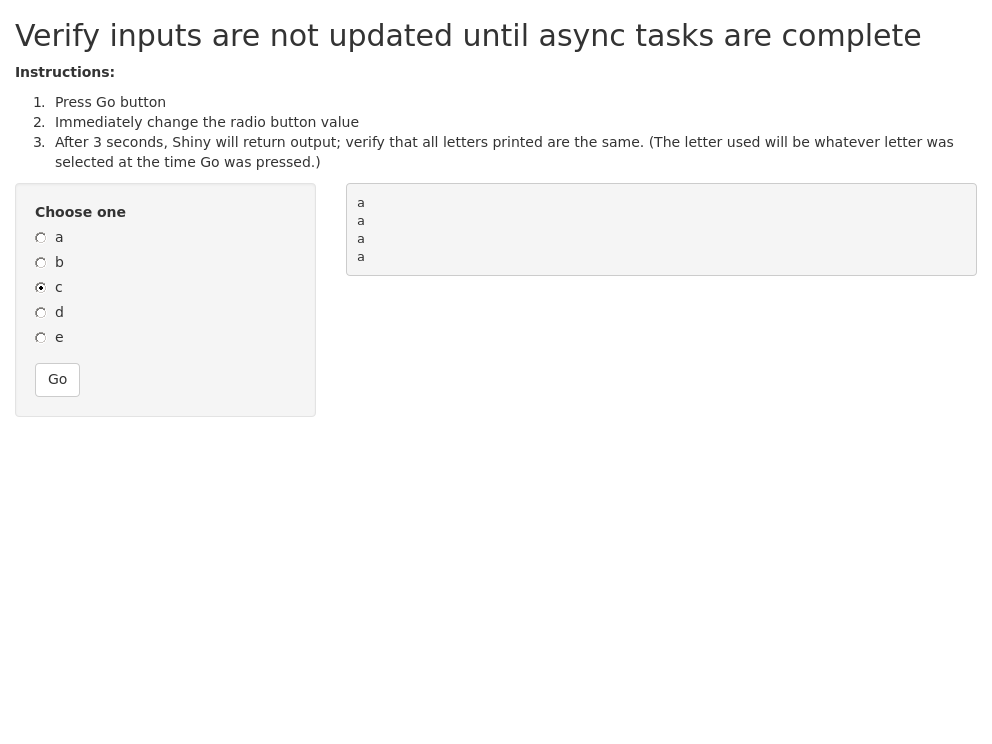 Verify inputs are not updated until async tasks are complete
Instructions:
1. Press Go button
2. Immediately change the radio button value
3. After 3 seconds, Shiny will return output; verify that all letters printed are the same. (The letter used will be whatever letter was
selected at the time Go was pressed.)
Choose one
a
b
c
d
e
Go
a
a
a
a